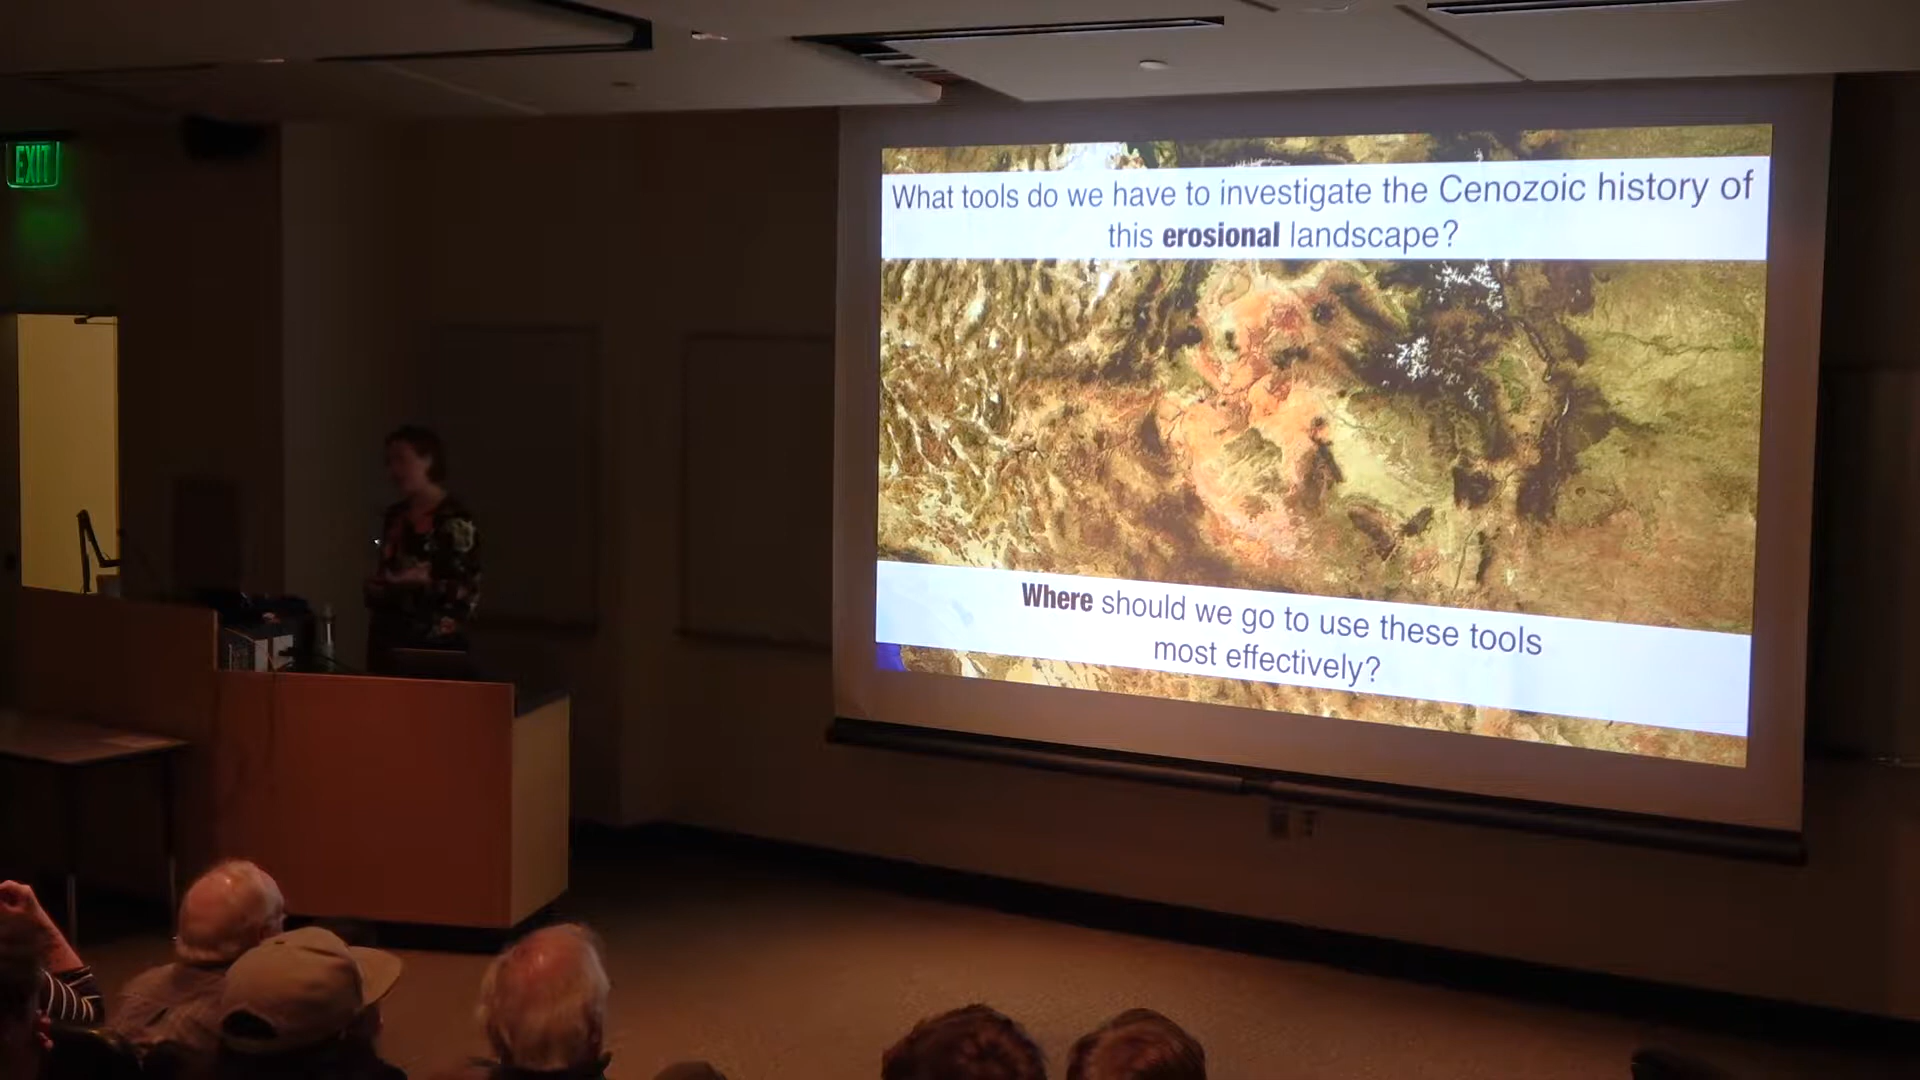 EXIT
What tools do we have to investigate the Cenozoic history of
this erosional landscape?
Where should we go to use these tools
most effectively?